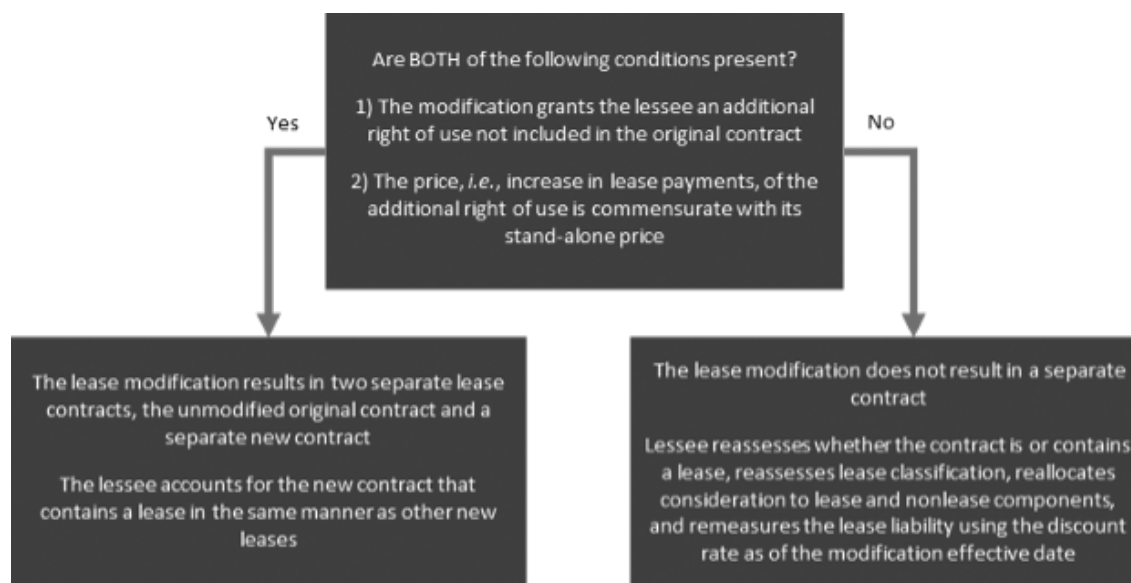 Are BOTH of the following conditions present?
1) The modification grants the lessee an additional
right of use not included in the original contract
2) The price, i.e., increase in lease payments, of the
additional right of use is commensurate with its
stand-alone price
Yes
No
The lease modification results in two separate lease
contracts, the unmodified original contract and a
separate new contract
The lessee accounts for the new contract that
contains a lease in the same manner as other new
leases
The lease modification does not result in a separate
contract
Lessee reassesses whether the contract is or contains
a lease, reassesses lease classification, reallocates
consideration to lease and nonlease components,
and remeasures the lease liability using the discount
rate as of the modification effective date